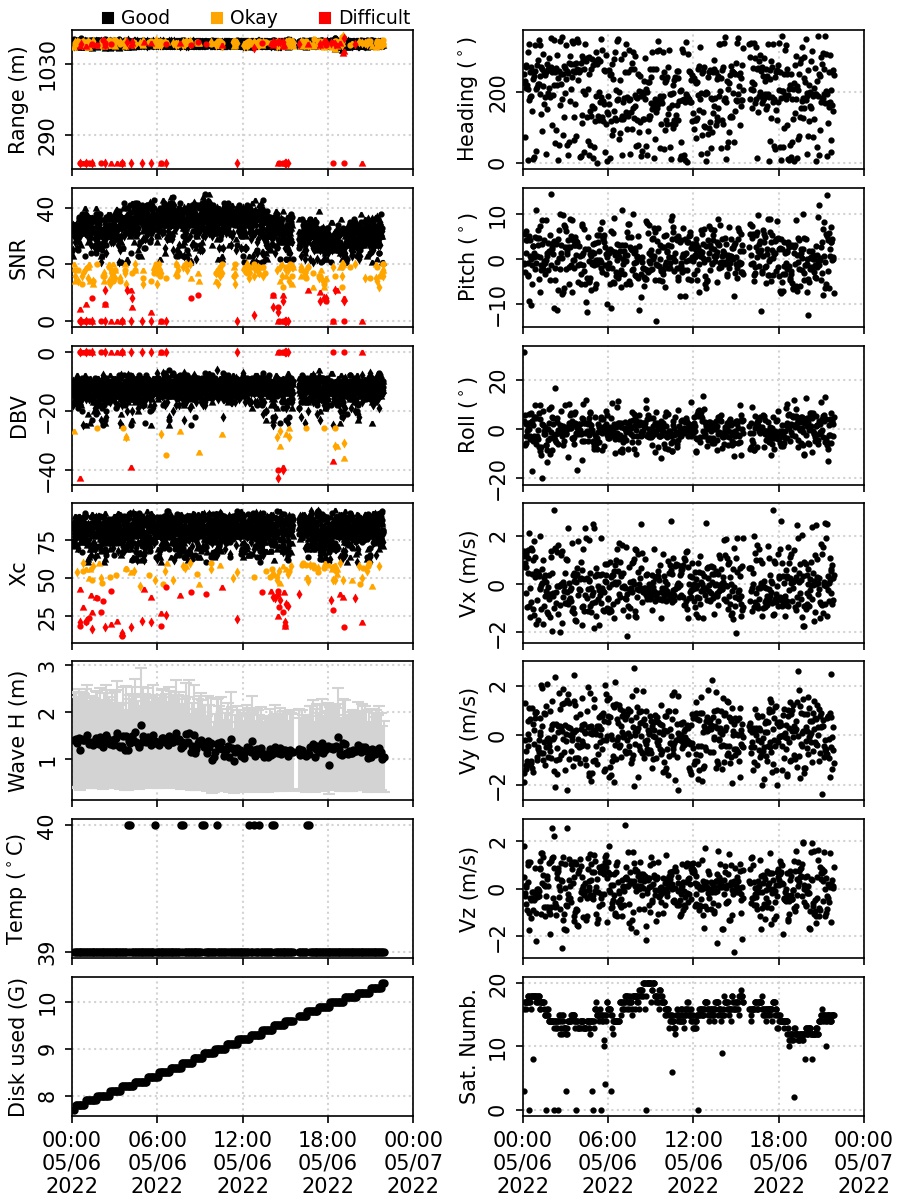 Good Okay Difficult
Range (m)
1030
290
Heading (°)
200
0
SNR
40
20
0
Pitch (°)
10
0
−10
DBV
0
−20
−40
Roll (°)
20
0
−20
Xc
75
50
25
Vx (m/s)
2
0
−2
Wave H (m)
3
2
1
Vy (m/s)
2
0
−2
Temp (°C)
40
39
Vz (m/s)
2
0
−2
Disk used (G)
10
9
8
Sat. Numb.
20
10
0
00:00 06:00 12:00 18:00 00:00
05/06 05/06 05/06 05/06 05/07
2022 2022 2022 2022 2022
00:00 06:00 12:00 18:00 00:00
05/06 05/06 05/06 05/06 05/07
2022 2022 2022 2022 2022